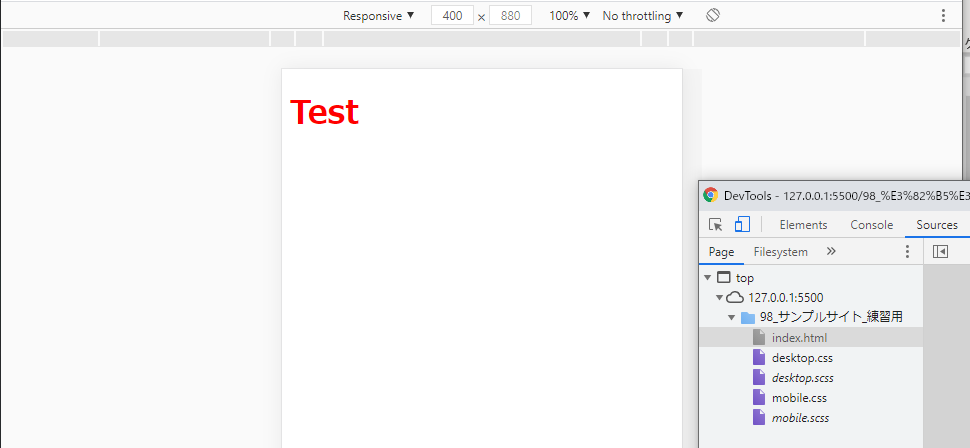 Responsive ▼ 400 × 880 100% ▼ No throttling ▼
Test
DevTools - 127.0.0.1:5500/98_%E3%82%B5%E3
Elements Console Sources
Page Filesystem »
top
127.0.0.1:5500
98_サンプルサイト_練習用
index.html
desktop.css
desktop.scss
mobile.css
mobile.scss